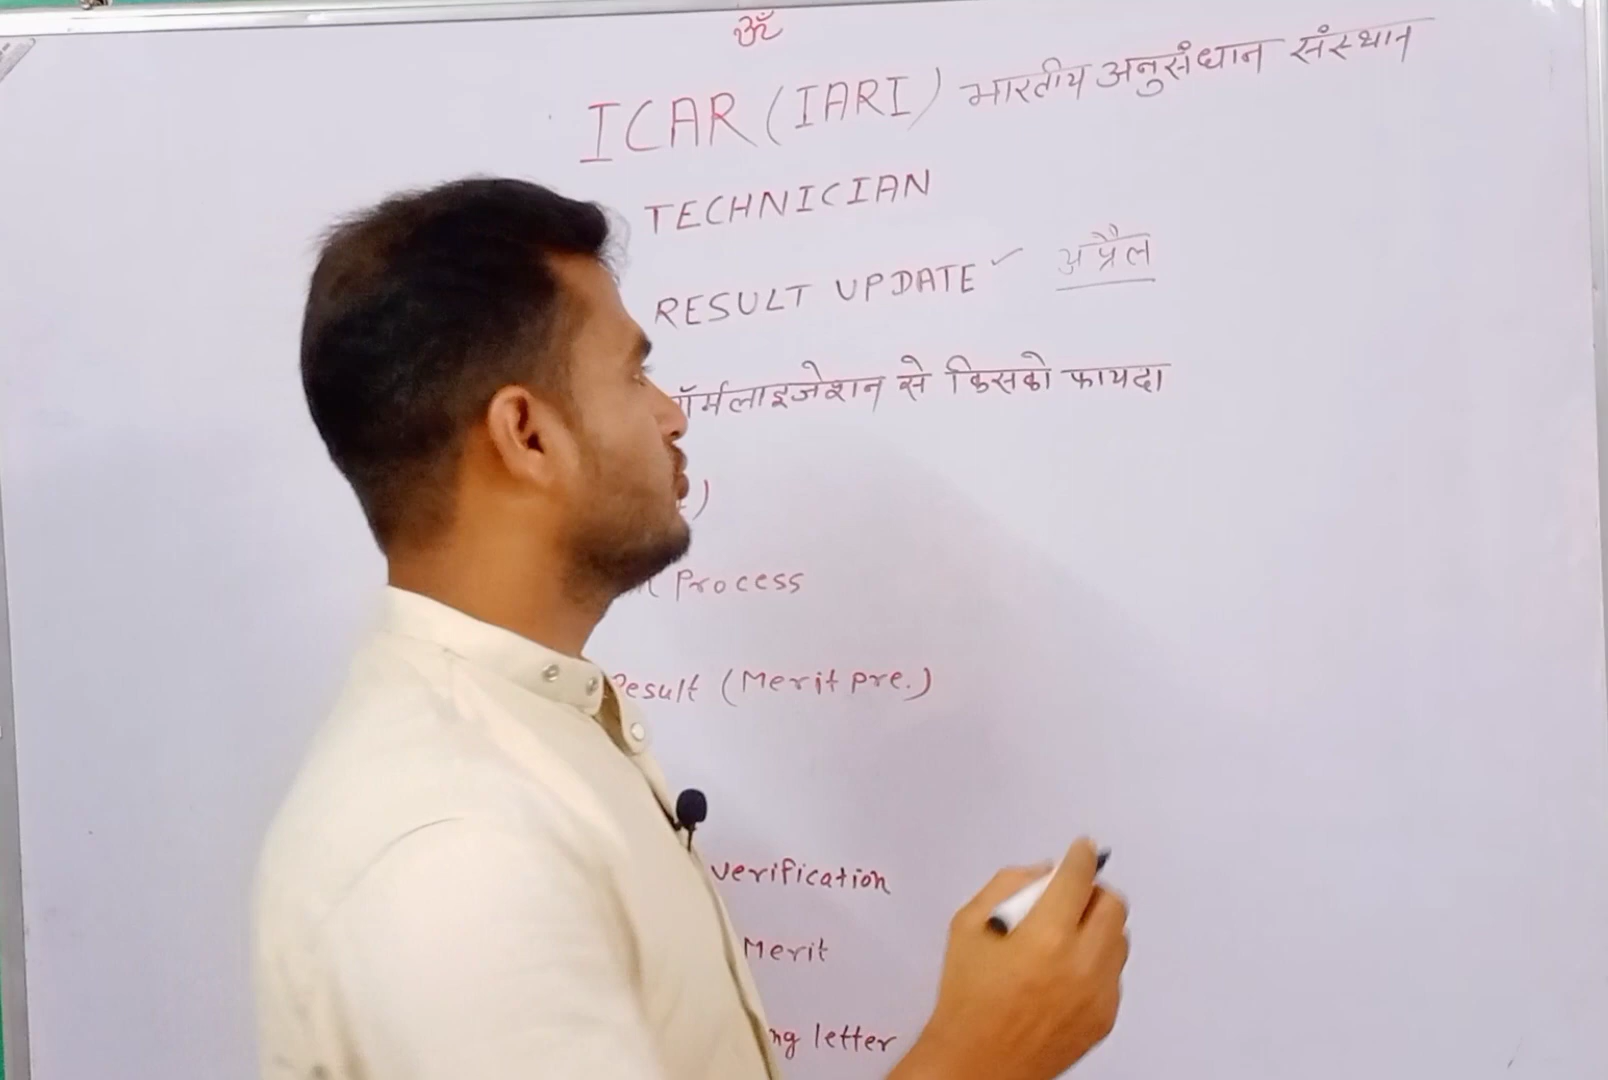 ॐ
ICAR (IARI) भारतीय अनुसंधान संस्थान
TECHNICIAN
RESULT UPDATE ✓ अप्रैल
ॉर्मलाइजेशन से किसको फायदा
)
Process
Result (Merit pre.)
verification
Merit
ng letter